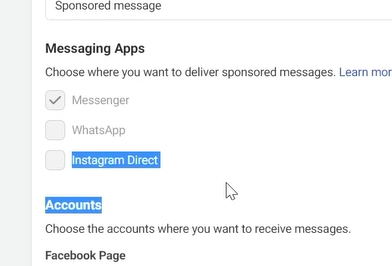 Sponsored message
Messaging Apps
Choose where you want to deliver sponsored messages. Learn mor
Messenger
WhatsApp
Instagram Direct
Accounts
Choose the accounts where you want to receive messages.
Facebook Page